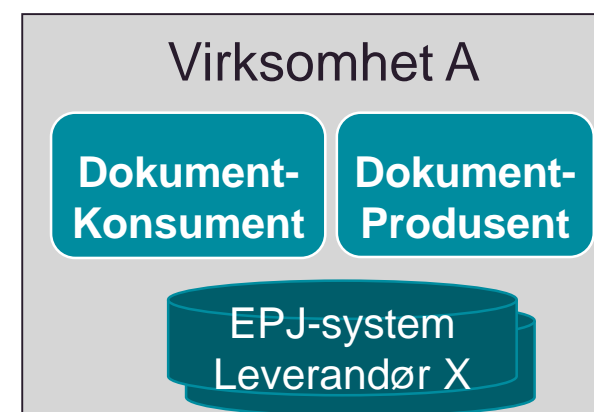 Virksomhet A
Dokument-
Konsument
Dokument-
Produsent
EPJ-system
Leverandør X